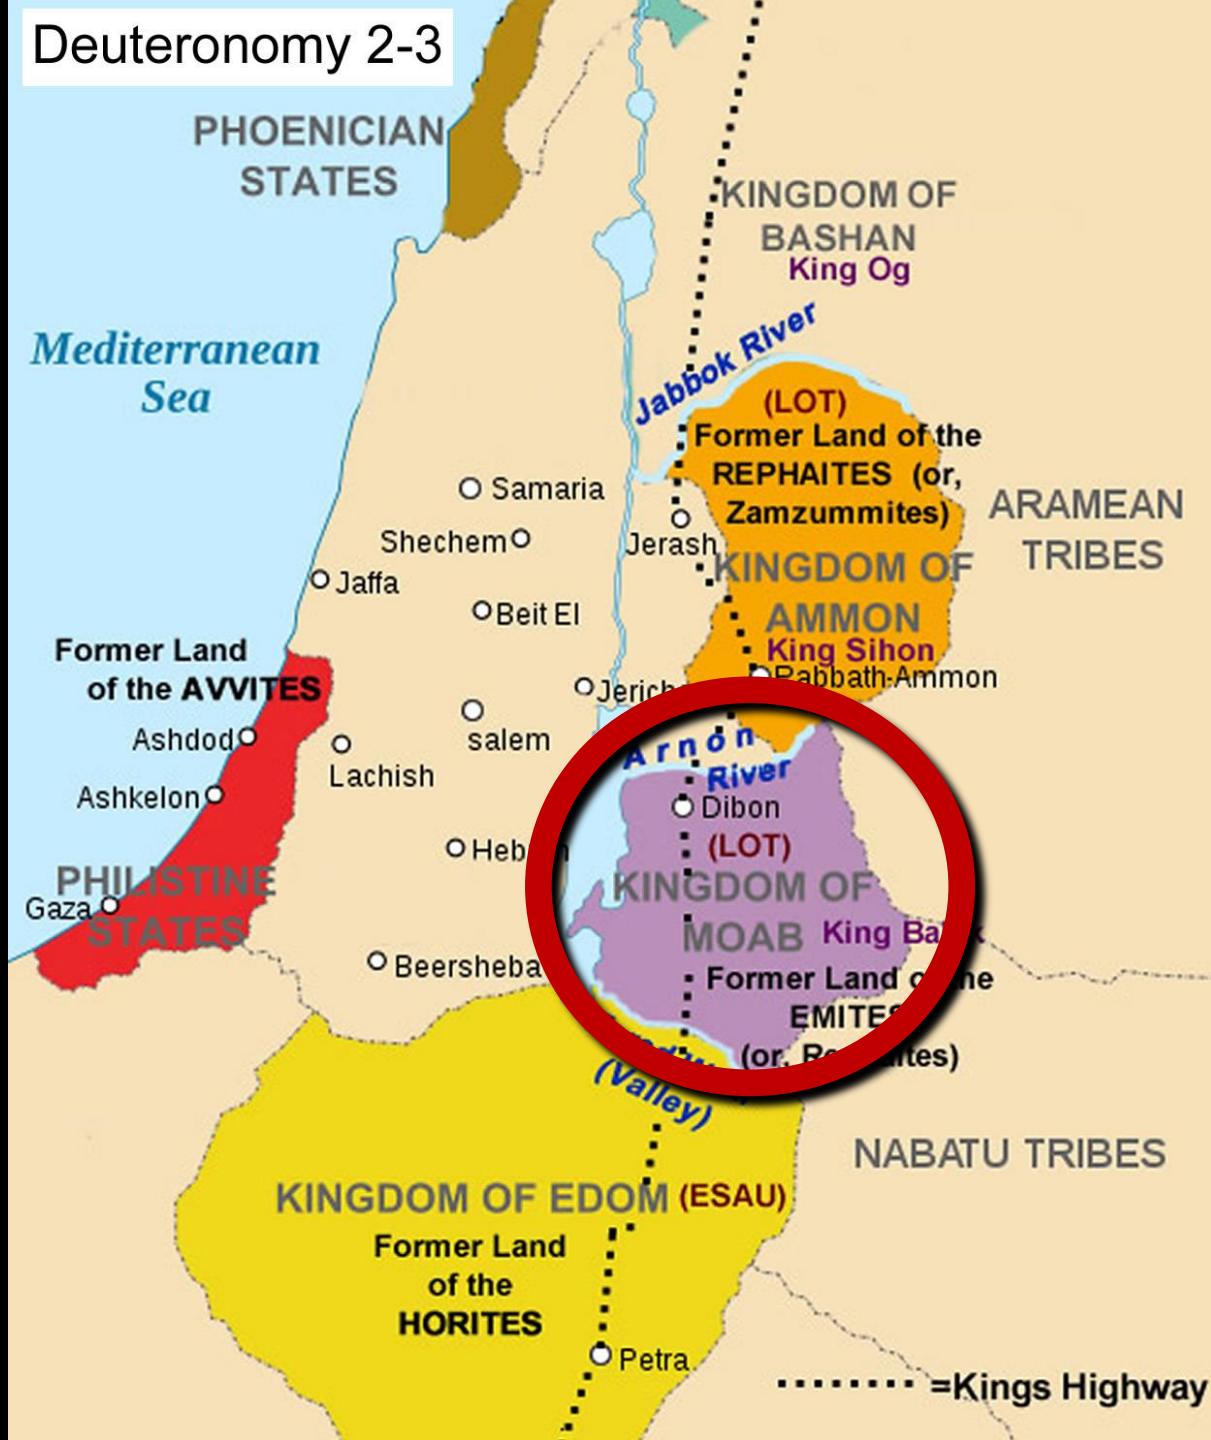 Deuteronomy 2-3
PHOENICIAN
STATES
KINGDOM OF
BASHAN
King Og
Mediterranean
Sea
Jabbok River
(LOT)
Former Land of the
REPHAITES (or,
Zamzummites)
ARAMEAN
TRIBES
Samaria
Shechem
Jerash
KINGDOM OF
AMMON
King Sihon
Rabbath-Ammon
Jaffa
Beit El
Former Land
of the AVVITES
Jerich
Ashdod
salem
Lachish
Ashkelon
Arnon
River
Dibon
(LOT)
Heb
KINGDOM OF
MOAB
King Ba
PHILISTINE
STATES
Gaza
Beersheba
Former Land
EMITES
(or,
(Valley)
NABATU TRIBES
KINGDOM OF EDOM (ESAU)
Former Land
of the
HORITES
Petra
=Kings Highway